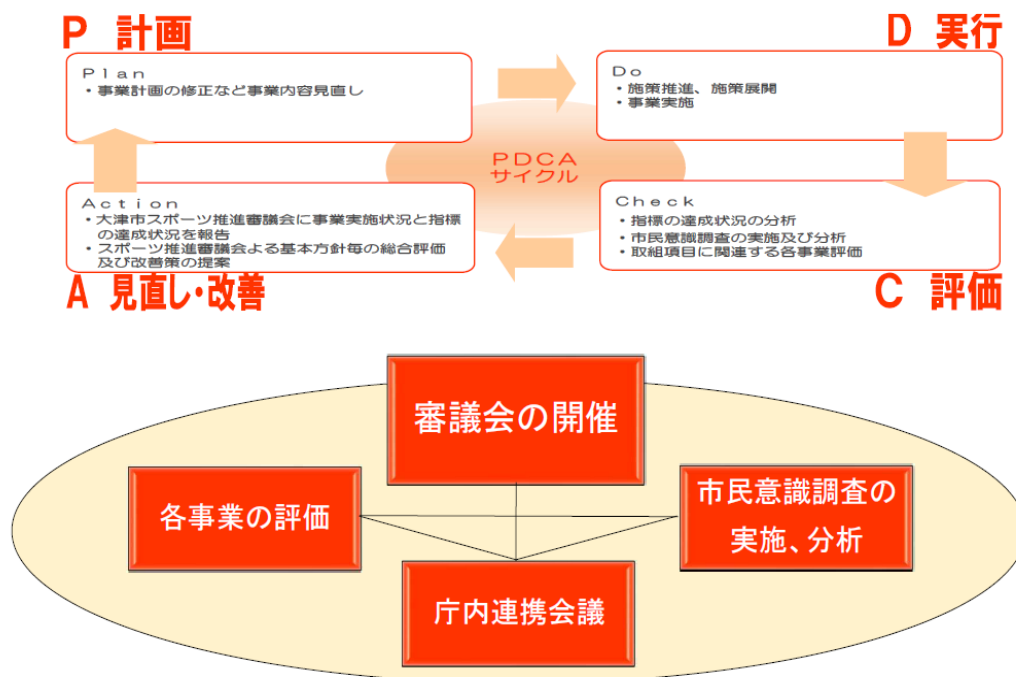 P 計画
D 実行
Plan
・事業計画の修正など事業内容見直し
Do
・施策推進、施策展開
・事業実施
PDCA
サイクル
Action
・大津市スポーツ推進審議会に事業実施状況と指標
の達成状況を報告
・スポーツ推進審議会よる基本方針毎の総合評価
及び改善策の提案
Check
・指標の達成状況の分析
・市民意識調査の実施及び分析
・取組項目に関連する各事業評価
A 見直し・改善
C 評価
審議会の開催
各事業の評価
市民意識調査の
実施、分析
庁内連携会議